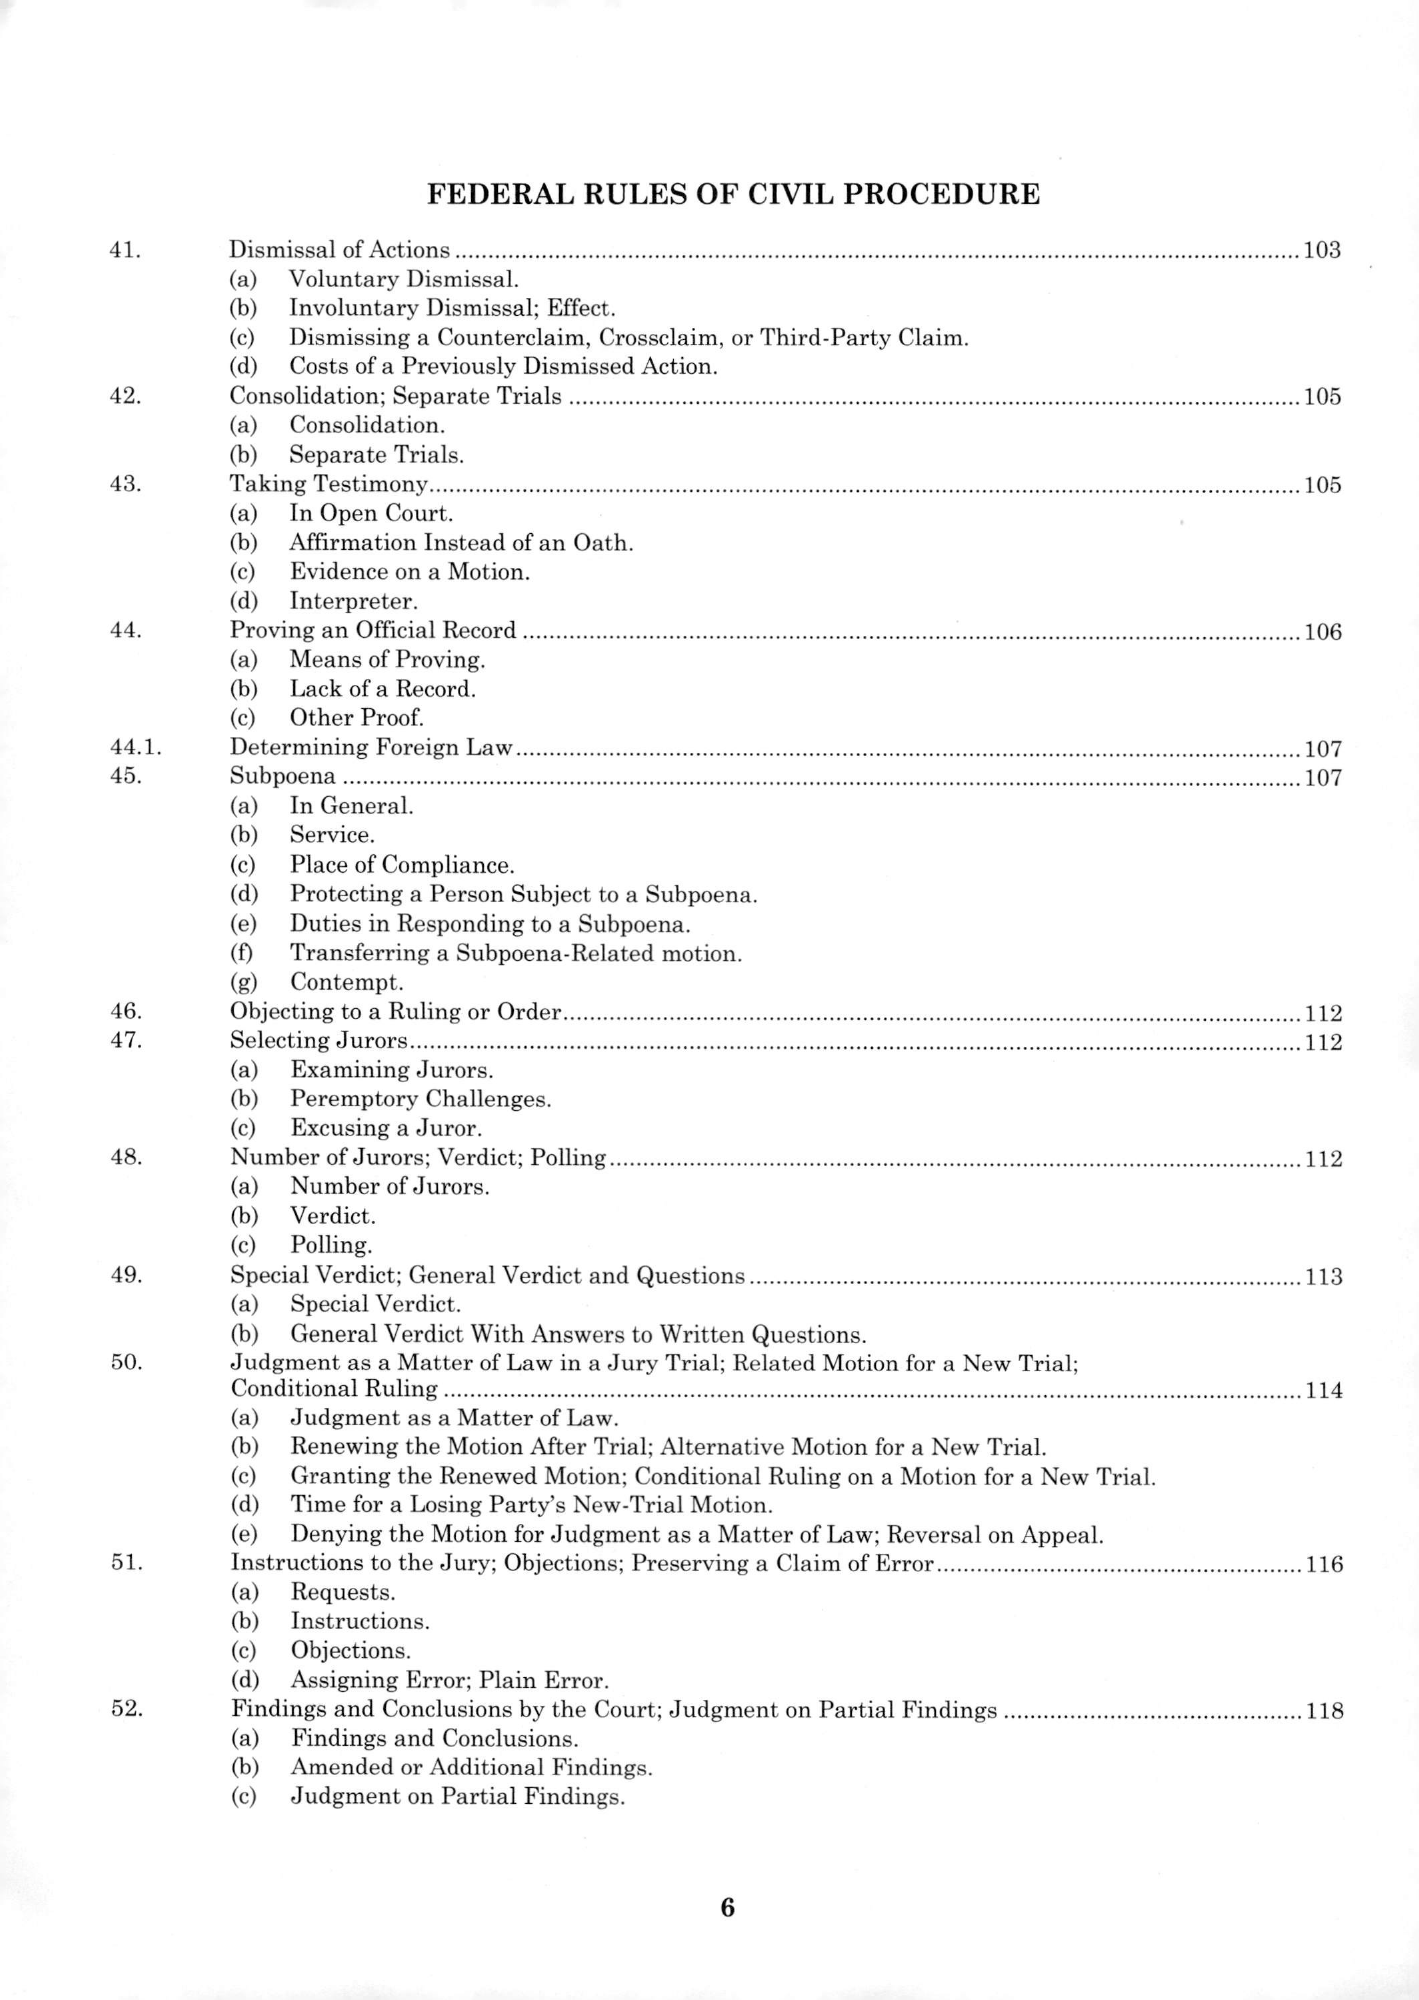 FEDERAL RULES OF CIVIL PROCEDURE
41. Dismissal of Actions ........ 103
(a) Voluntary Dismissal.
(b) Involuntary Dismissal; Effect.
(c) Dismissing a Counterclaim, Crossclaim, or Third-Party Claim.
(d) Costs of a Previously Dismissed Action.
42. Consolidation; Separate Trials ........ 105
(a) Consolidation.
(b) Separate Trials.
43. Taking Testimony ........ 105
(a) In Open Court.
(b) Affirmation Instead of an Oath.
(c) Evidence on a Motion.
(d) Interpreter.
44. Proving an Official Record ........ 106
(a) Means of Proving.
(b) Lack of a Record.
(c) Other Proof.
44.1. Determining Foreign Law ........ 107
45. Subpoena ........ 107
(a) In General.
(b) Service.
(c) Place of Compliance.
(d) Protecting a Person Subject to a Subpoena.
(e) Duties in Responding to a Subpoena.
(f) Transferring a Subpoena-Related motion.
(g) Contempt.
46. Objecting to a Ruling or Order ........ 112
47. Selecting Jurors ........ 112
(a) Examining Jurors.
(b) Peremptory Challenges.
(c) Excusing a Juror.
48. Number of Jurors; Verdict; Polling ........ 112
(a) Number of Jurors.
(b) Verdict.
(c) Polling.
49. Special Verdict; General Verdict and Questions ........ 113
(a) Special Verdict.
(b) General Verdict With Answers to Written Questions.
50. Judgment as a Matter of Law in a Jury Trial; Related Motion for a New Trial;
Conditional Ruling ........ 114
(a) Judgment as a Matter of Law.
(b) Renewing the Motion After Trial; Alternative Motion for a New Trial.
(c) Granting the Renewed Motion; Conditional Ruling on a Motion for a New Trial.
(d) Time for a Losing Party's New-Trial Motion.
(e) Denying the Motion for Judgment as a Matter of Law; Reversal on Appeal.
51. Instructions to the Jury; Objections; Preserving a Claim of Error ........ 116
(a) Requests.
(b) Instructions.
(c) Objections.
(d) Assigning Error; Plain Error.
52. Findings and Conclusions by the Court; Judgment on Partial Findings ........ 118
(a) Findings and Conclusions.
(b) Amended or Additional Findings.
(c) Judgment on Partial Findings.
6